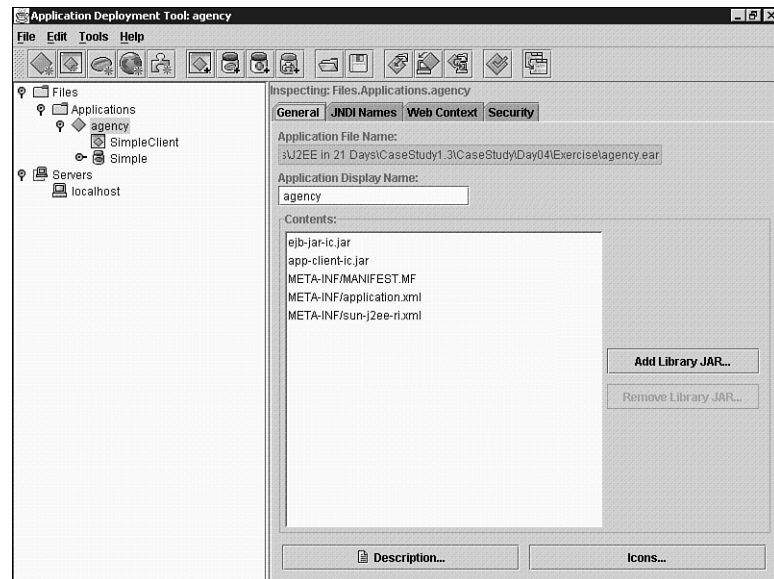 Application Deployment Tool: agency
File Edit Tools Help
Files
Applications
agency
SimpleClient
Simple
Servers
localhost
Inspecting: Files.Applications.agency
General JNDI Names Web Context Security
Application File Name:
s\J2EE in 21 Days\CaseStudy1.3\CaseStudy\Day04\Exercise\agency.ear
Application Display Name:
agency
Contents:
ejb-jar-ic.jar
app-client-ic.jar
META-INF/MANIFEST.MF
META-INF/application.xml
META-INF/sun-j2ee-ri.xml
Add Library JAR...
Remove Library JAR...
Description...
Icons...